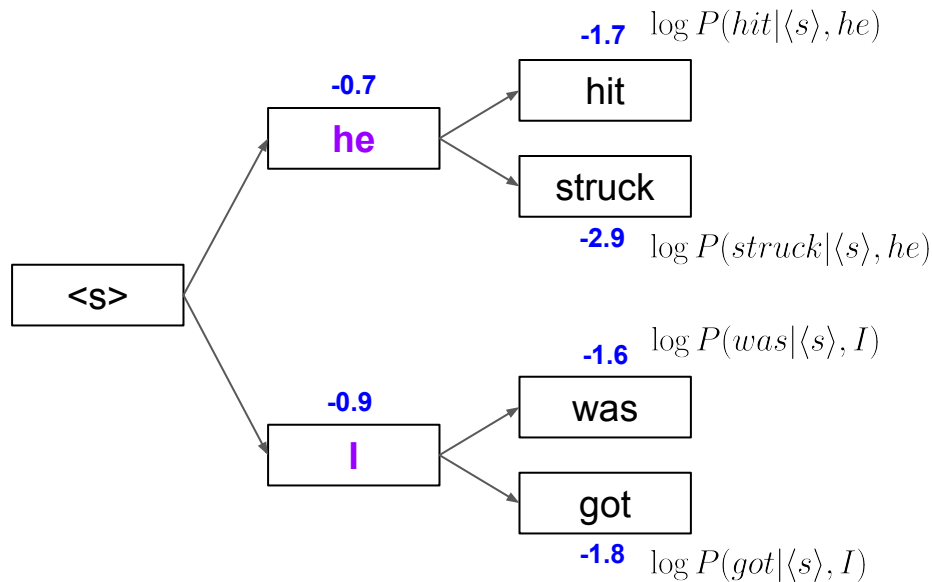 -1.7 log P(hit|⟨s⟩, he)
-0.7
hit
he
struck
-2.9 log P(struck|⟨s⟩, he)
<s>
-1.6 log P(was|⟨s⟩, I)
-0.9
was
I
got
-1.8 log P(got|⟨s⟩, I)